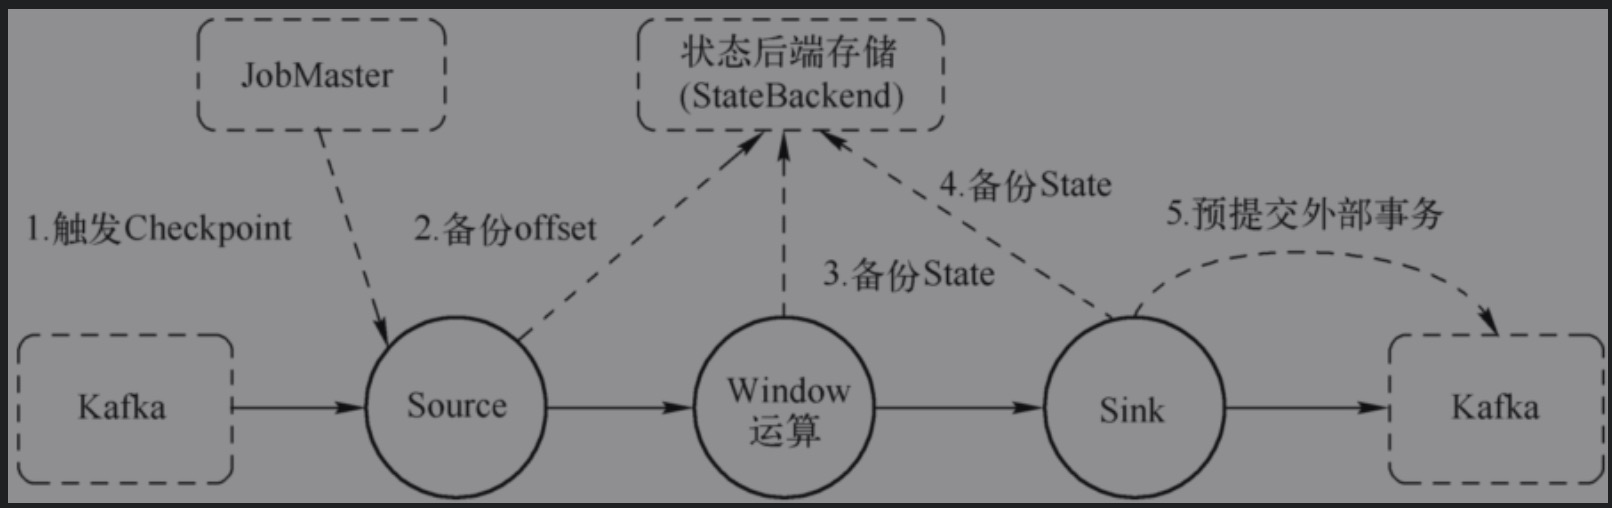 JobMaster
状态后端存储
(StateBackend)
1.触发Checkpoint
2.备份offset
3.备份State
4.备份State
5.预提交外部事务
Kafka
Source
Window
运算
Sink
Kafka